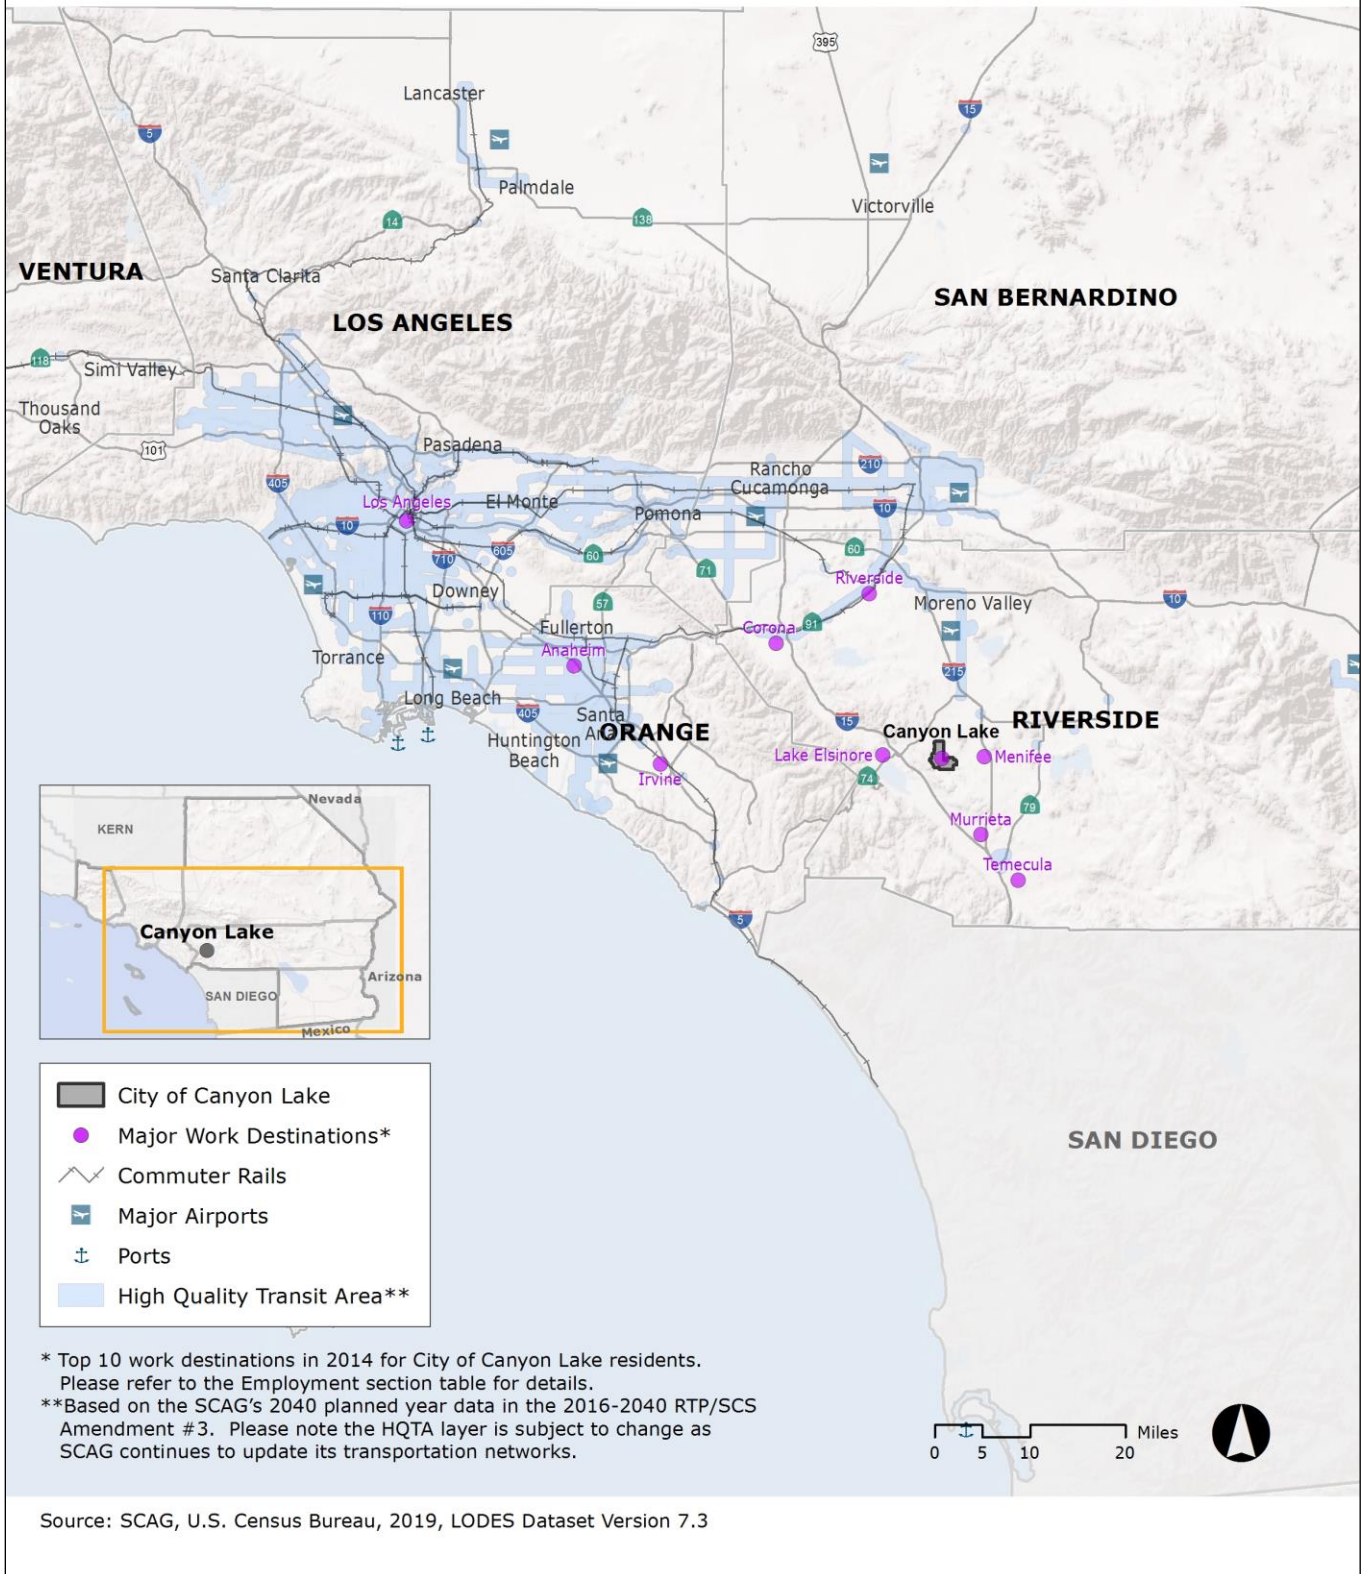 395
15
Lancaster
5
Palmdale
Victorville
14
138
VENTURA
Santa Clarita
SAN BERNARDINO
LOS ANGELES
118
Simi Valley
Thousand
Oaks
101
Pasadena
405
210
Rancho
Cucamonga
Los Angeles
El Monte
Pomona
10
10
710
605
60
60
71
Riverside
Downey
57
Moreno Valley
10
110
Fullerton
Corona
91
Anaheim
Torrance
215
Long Beach
405
Santa
Ana
ORANGE
15
RIVERSIDE
Canyon Lake
Huntington
Beach
Lake Elsinore
Menifee
Irvine
74
79
Murrieta
Temecula
5
Nevada
KERN
Canyon Lake
Arizona
SAN DIEGO
Mexico
City of Canyon Lake
Major Work Destinations*
Commuter Rails
Major Airports
Ports
High Quality Transit Area**
SAN DIEGO
* Top 10 work destinations in 2014 for City of Canyon Lake residents.
Please refer to the Employment section table for details.
**Based on the SCAG's 2040 planned year data in the 2016-2040 RTP/SCS
Amendment #3. Please note the HQTA layer is subject to change as
SCAG continues to update its transportation networks.
Miles
0 5 10 20
Source: SCAG, U.S. Census Bureau, 2019, LODES Dataset Version 7.3